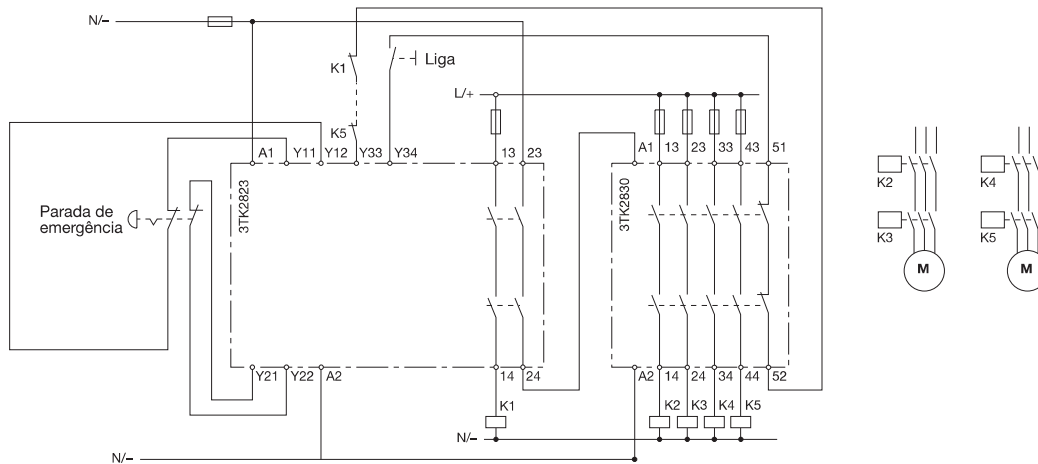 N/-
K1
Liga
L/+
K5
A1 Y11 Y12 Y33 Y34 13 23
A1 13 23 33 43 51
3TK2823
3TK2830
Parada de
emergência
Y21 Y22 A2 14 24
A2 14 24 34 44 52
K1
K2 K3 K4 K5
N/-
N/-
K2
K3
M
K4
K5
M